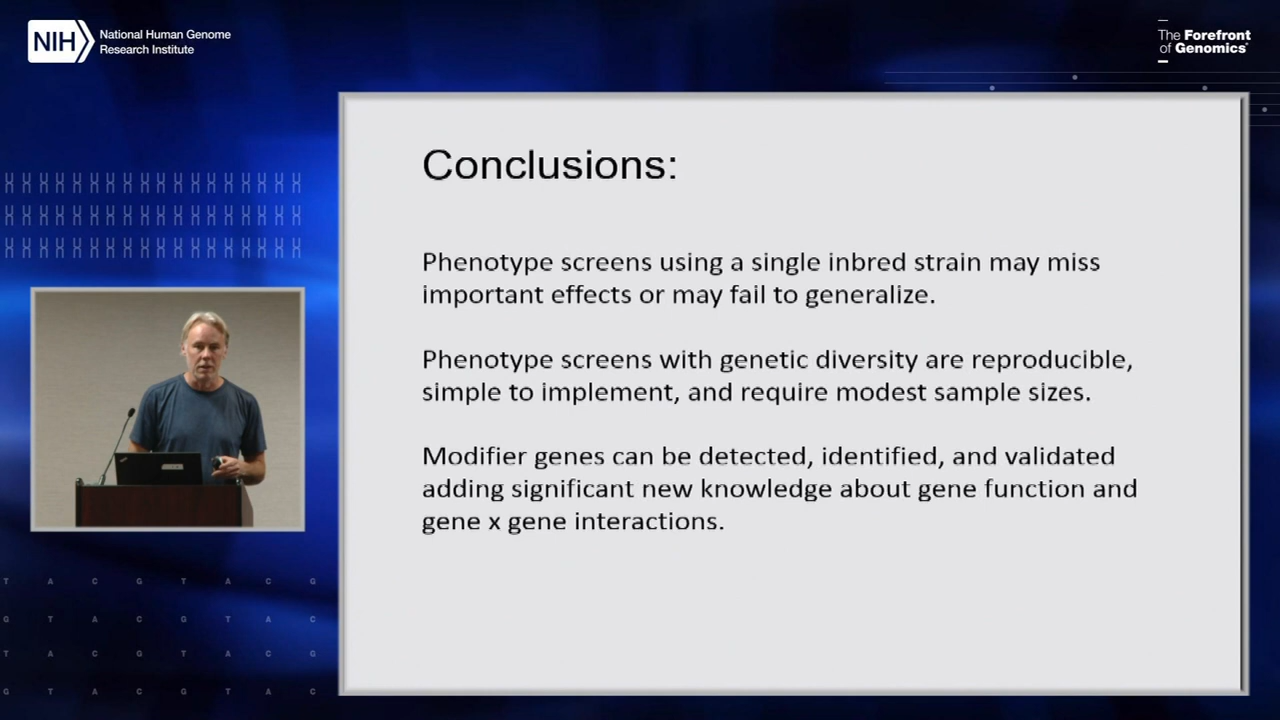 NIH
National Human Genome
Research Institute
The Forefront
of Genomics®
Conclusions:
Phenotype screens using a single inbred strain may miss
important effects or may fail to generalize.
Phenotype screens with genetic diversity are reproducible,
simple to implement, and require modest sample sizes.
Modifier genes can be detected, identified, and validated
adding significant new knowledge about gene function and
gene x gene interactions.
T A C G T A C G
G T A C G T A C
T A C G T A C G
G T A C G T A C